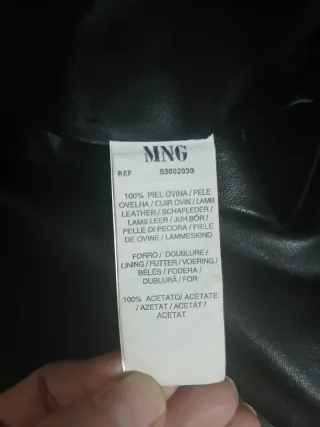 MNG
REF 53002030
100% PIEL OVINA / PELE
OVELHA / CUIR OVIN / LAMB
LEATHER / SCHAFLEDER /
LAMS LEER / JUH BŐR /
PELLE DI PECORA / PIELE
DE OVINE / LAMMESKIND
FORRO / DOUBLURE /
LINING / FUTTER / VOERING /
BÉLÉS / FODERA /
DUBLURĂ / FOR
100% ACETATO / ACETATE
/ AZETAT / ACETÁT /
ACETAT